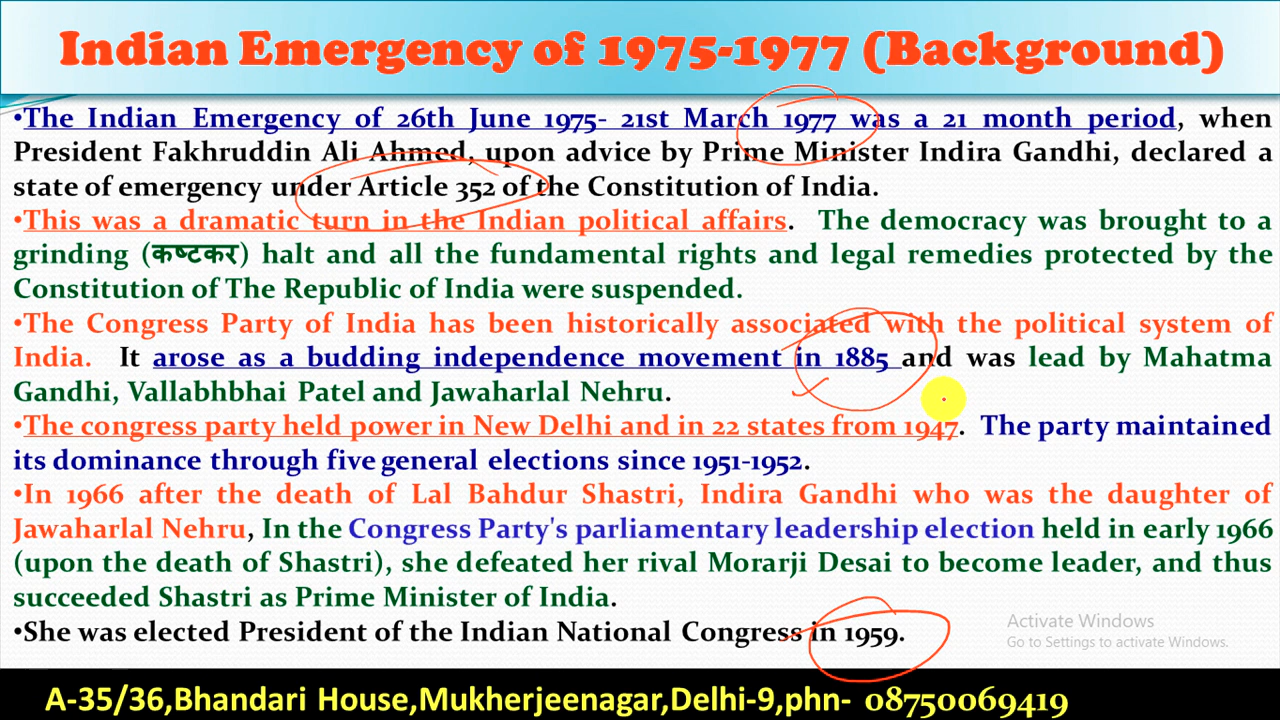 Indian Emergency of 1975-1977 (Background)
•The Indian Emergency of 26th June 1975- 21st March 1977 was a 21 month period, when
President Fakhruddin Ali Ahmed, upon advice by Prime Minister Indira Gandhi, declared a
state of emergency under Article 352 of the Constitution of India.
•This was a dramatic turn in the Indian political affairs. The democracy was brought to a
grinding (कष्टकर) halt and all the fundamental rights and legal remedies protected by the
Constitution of The Republic of India were suspended.
•The Congress Party of India has been historically associated with the political system of
India. It arose as a budding independence movement in 1885 and was lead by Mahatma
Gandhi, Vallabhbhai Patel and Jawaharlal Nehru.
•The congress party held power in New Delhi and in 22 states from 1947. The party maintained
its dominance through five general elections since 1951-1952.
•In 1966 after the death of Lal Bahdur Shastri, Indira Gandhi who was the daughter of
Jawaharlal Nehru, In the Congress Party's parliamentary leadership election held in early 1966
(upon the death of Shastri), she defeated her rival Morarji Desai to become leader, and thus
succeeded Shastri as Prime Minister of India.
•She was elected President of the Indian National Congress in 1959.
Activate Windows
Go to Settings to activate Windows.
A-35/36,Bhandari House,Mukherjeenagar,Delhi-9,phn- 08750069419